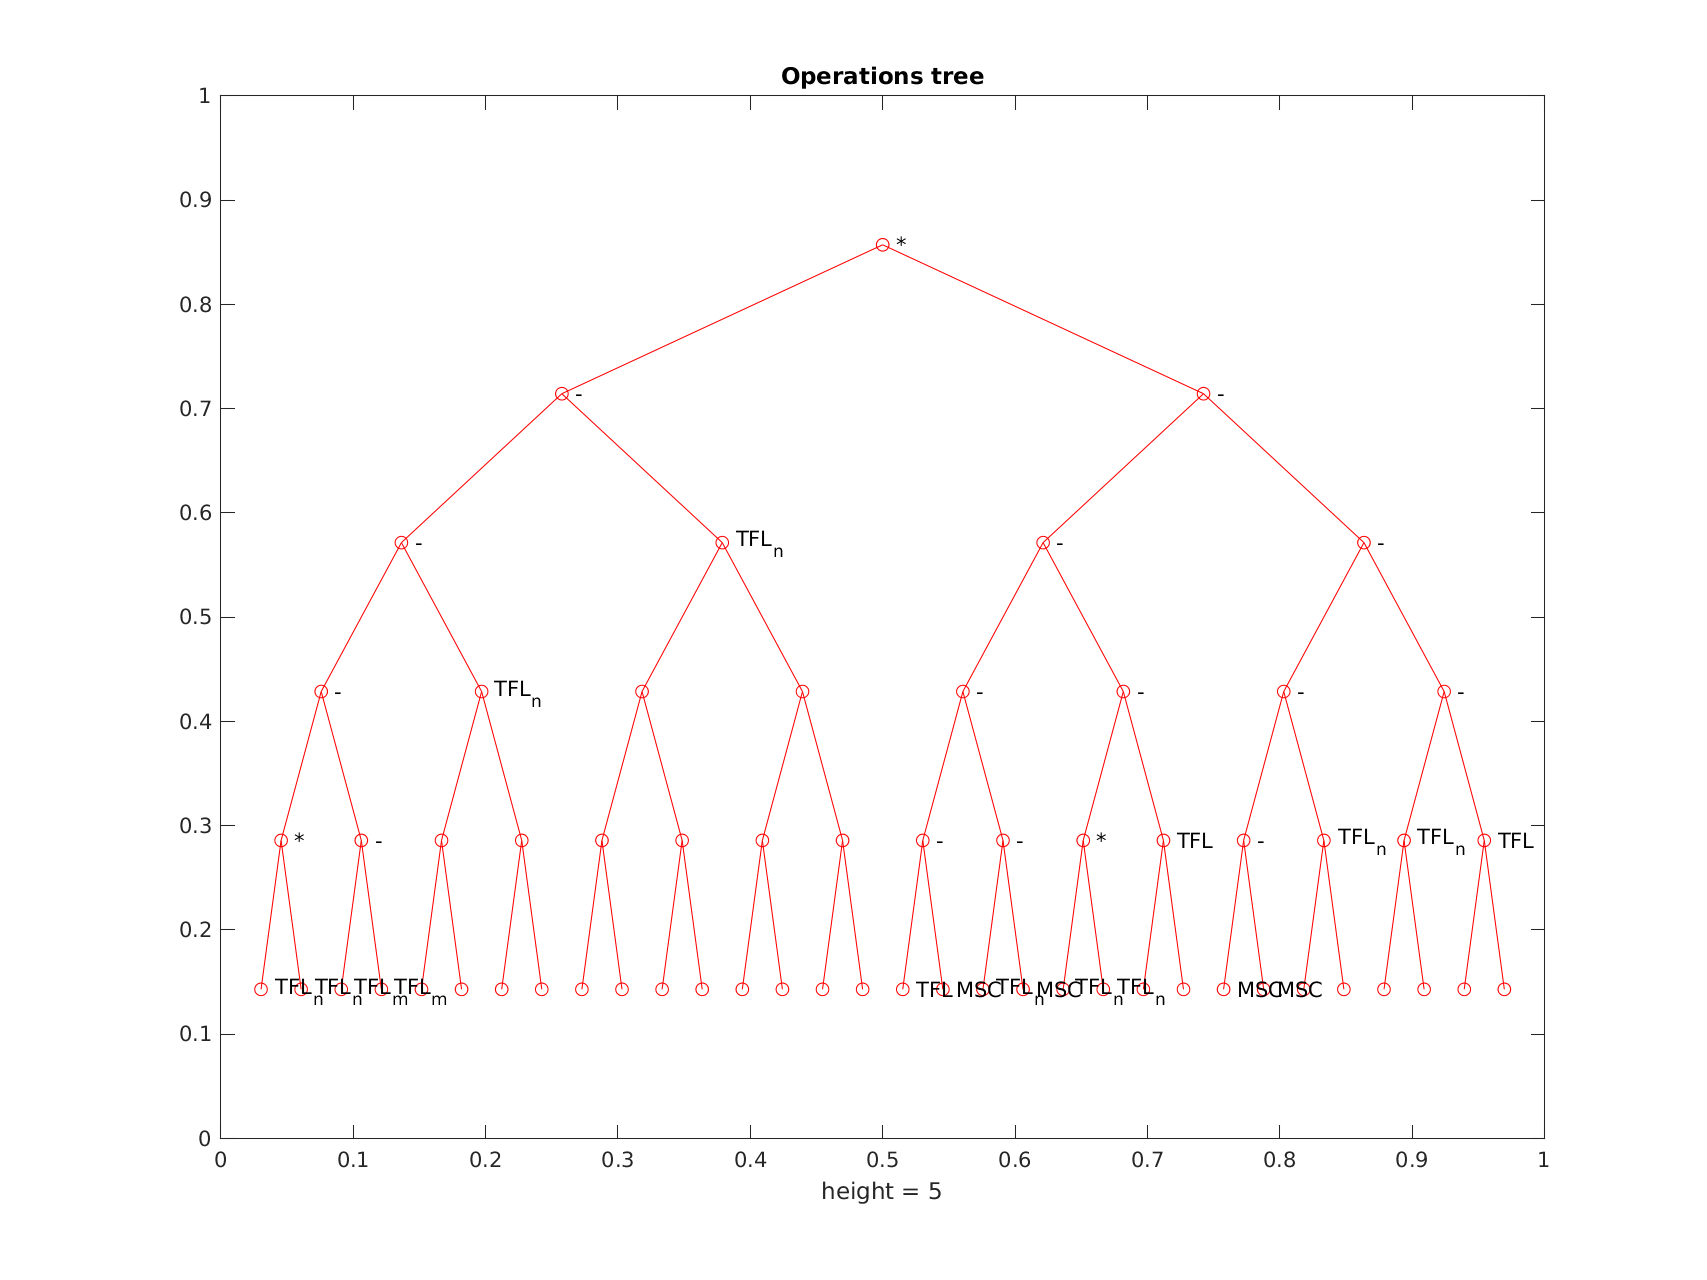 Operations tree
1
*
0.9
0.8
- -
0.7
TFLn
- - -
0.6
0.5
- TFLn - - - -
0.4
0.3
* - - - * TFL - TFLn TFLn TFL
0.2
TFLn TFLn TFLm TFLm TFL MSC TFLn MSC TFLn TFLn MSC MSC
0.1
0
0 0.1 0.2 0.3 0.4 0.5 0.6 0.7 0.8 0.9 1
height = 5